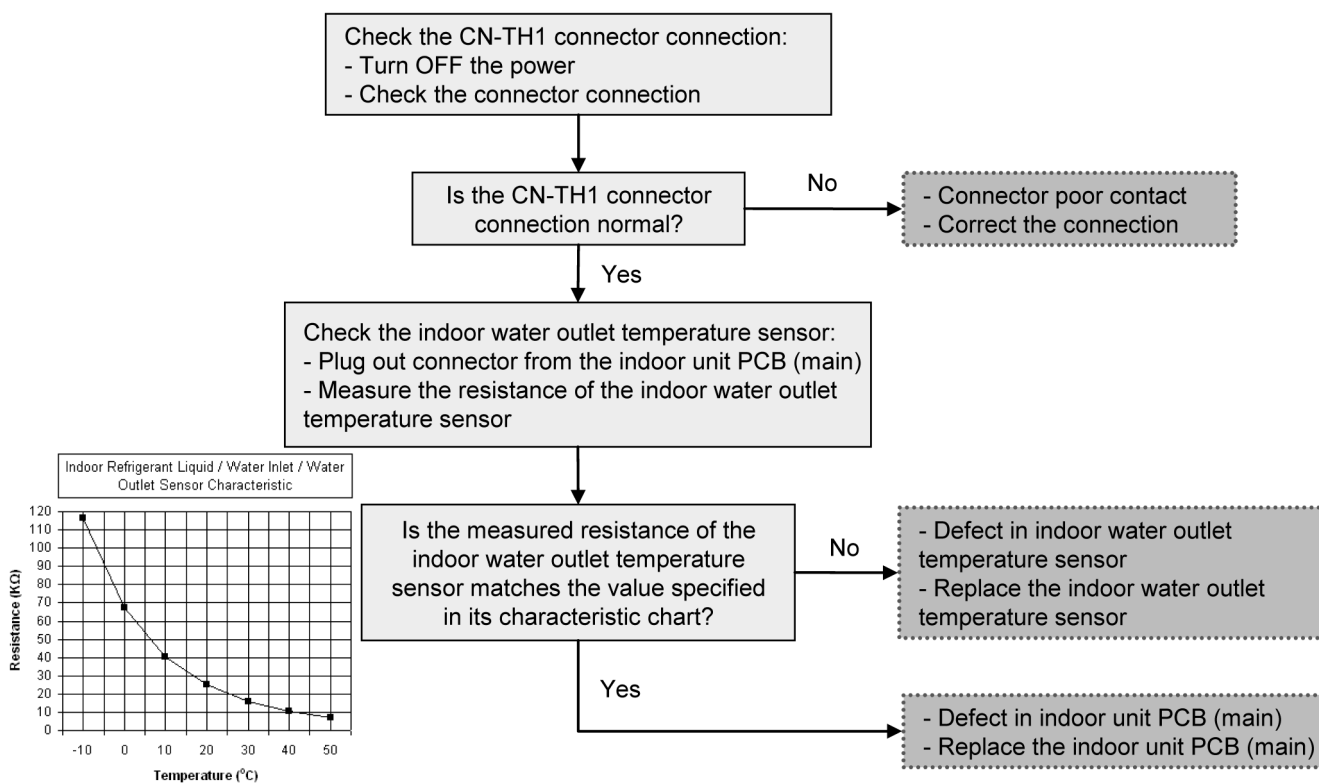 Check the CN-TH1 connector connection:
- Turn OFF the power
- Check the connector connection
Is the CN-TH1 connector
connection normal?
No
- Connector poor contact
- Correct the connection
Yes
Check the indoor water outlet temperature sensor:
- Plug out connector from the indoor unit PCB (main)
- Measure the resistance of the indoor water outlet
temperature sensor
Indoor Refrigerant Liquid / Water Inlet / Water
Outlet Sensor Characteristic
120
110
100
90
80
70
60
50
40
30
20
10
0
Resistance (KΩ)
-10 0 10 20 30 40 50
Temperature (°C)
Is the measured resistance of the
indoor water outlet temperature
sensor matches the value specified
in its characteristic chart?
No
- Defect in indoor water outlet
temperature sensor
- Replace the indoor water outlet
temperature sensor
Yes
- Defect in indoor unit PCB (main)
- Replace the indoor unit PCB (main)